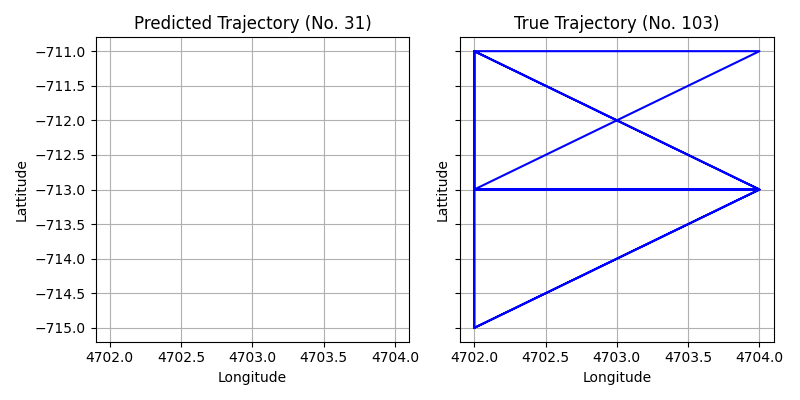 Predicted Trajectory (No. 31)
True Trajectory (No. 103)
Lattitude
−711.0
−711.5
−712.0
−712.5
−713.0
−713.5
−714.0
−714.5
−715.0
4702.0 4702.5 4703.0 4703.5 4704.0
Longitude
Lattitude
4702.0 4702.5 4703.0 4703.5 4704.0
Longitude